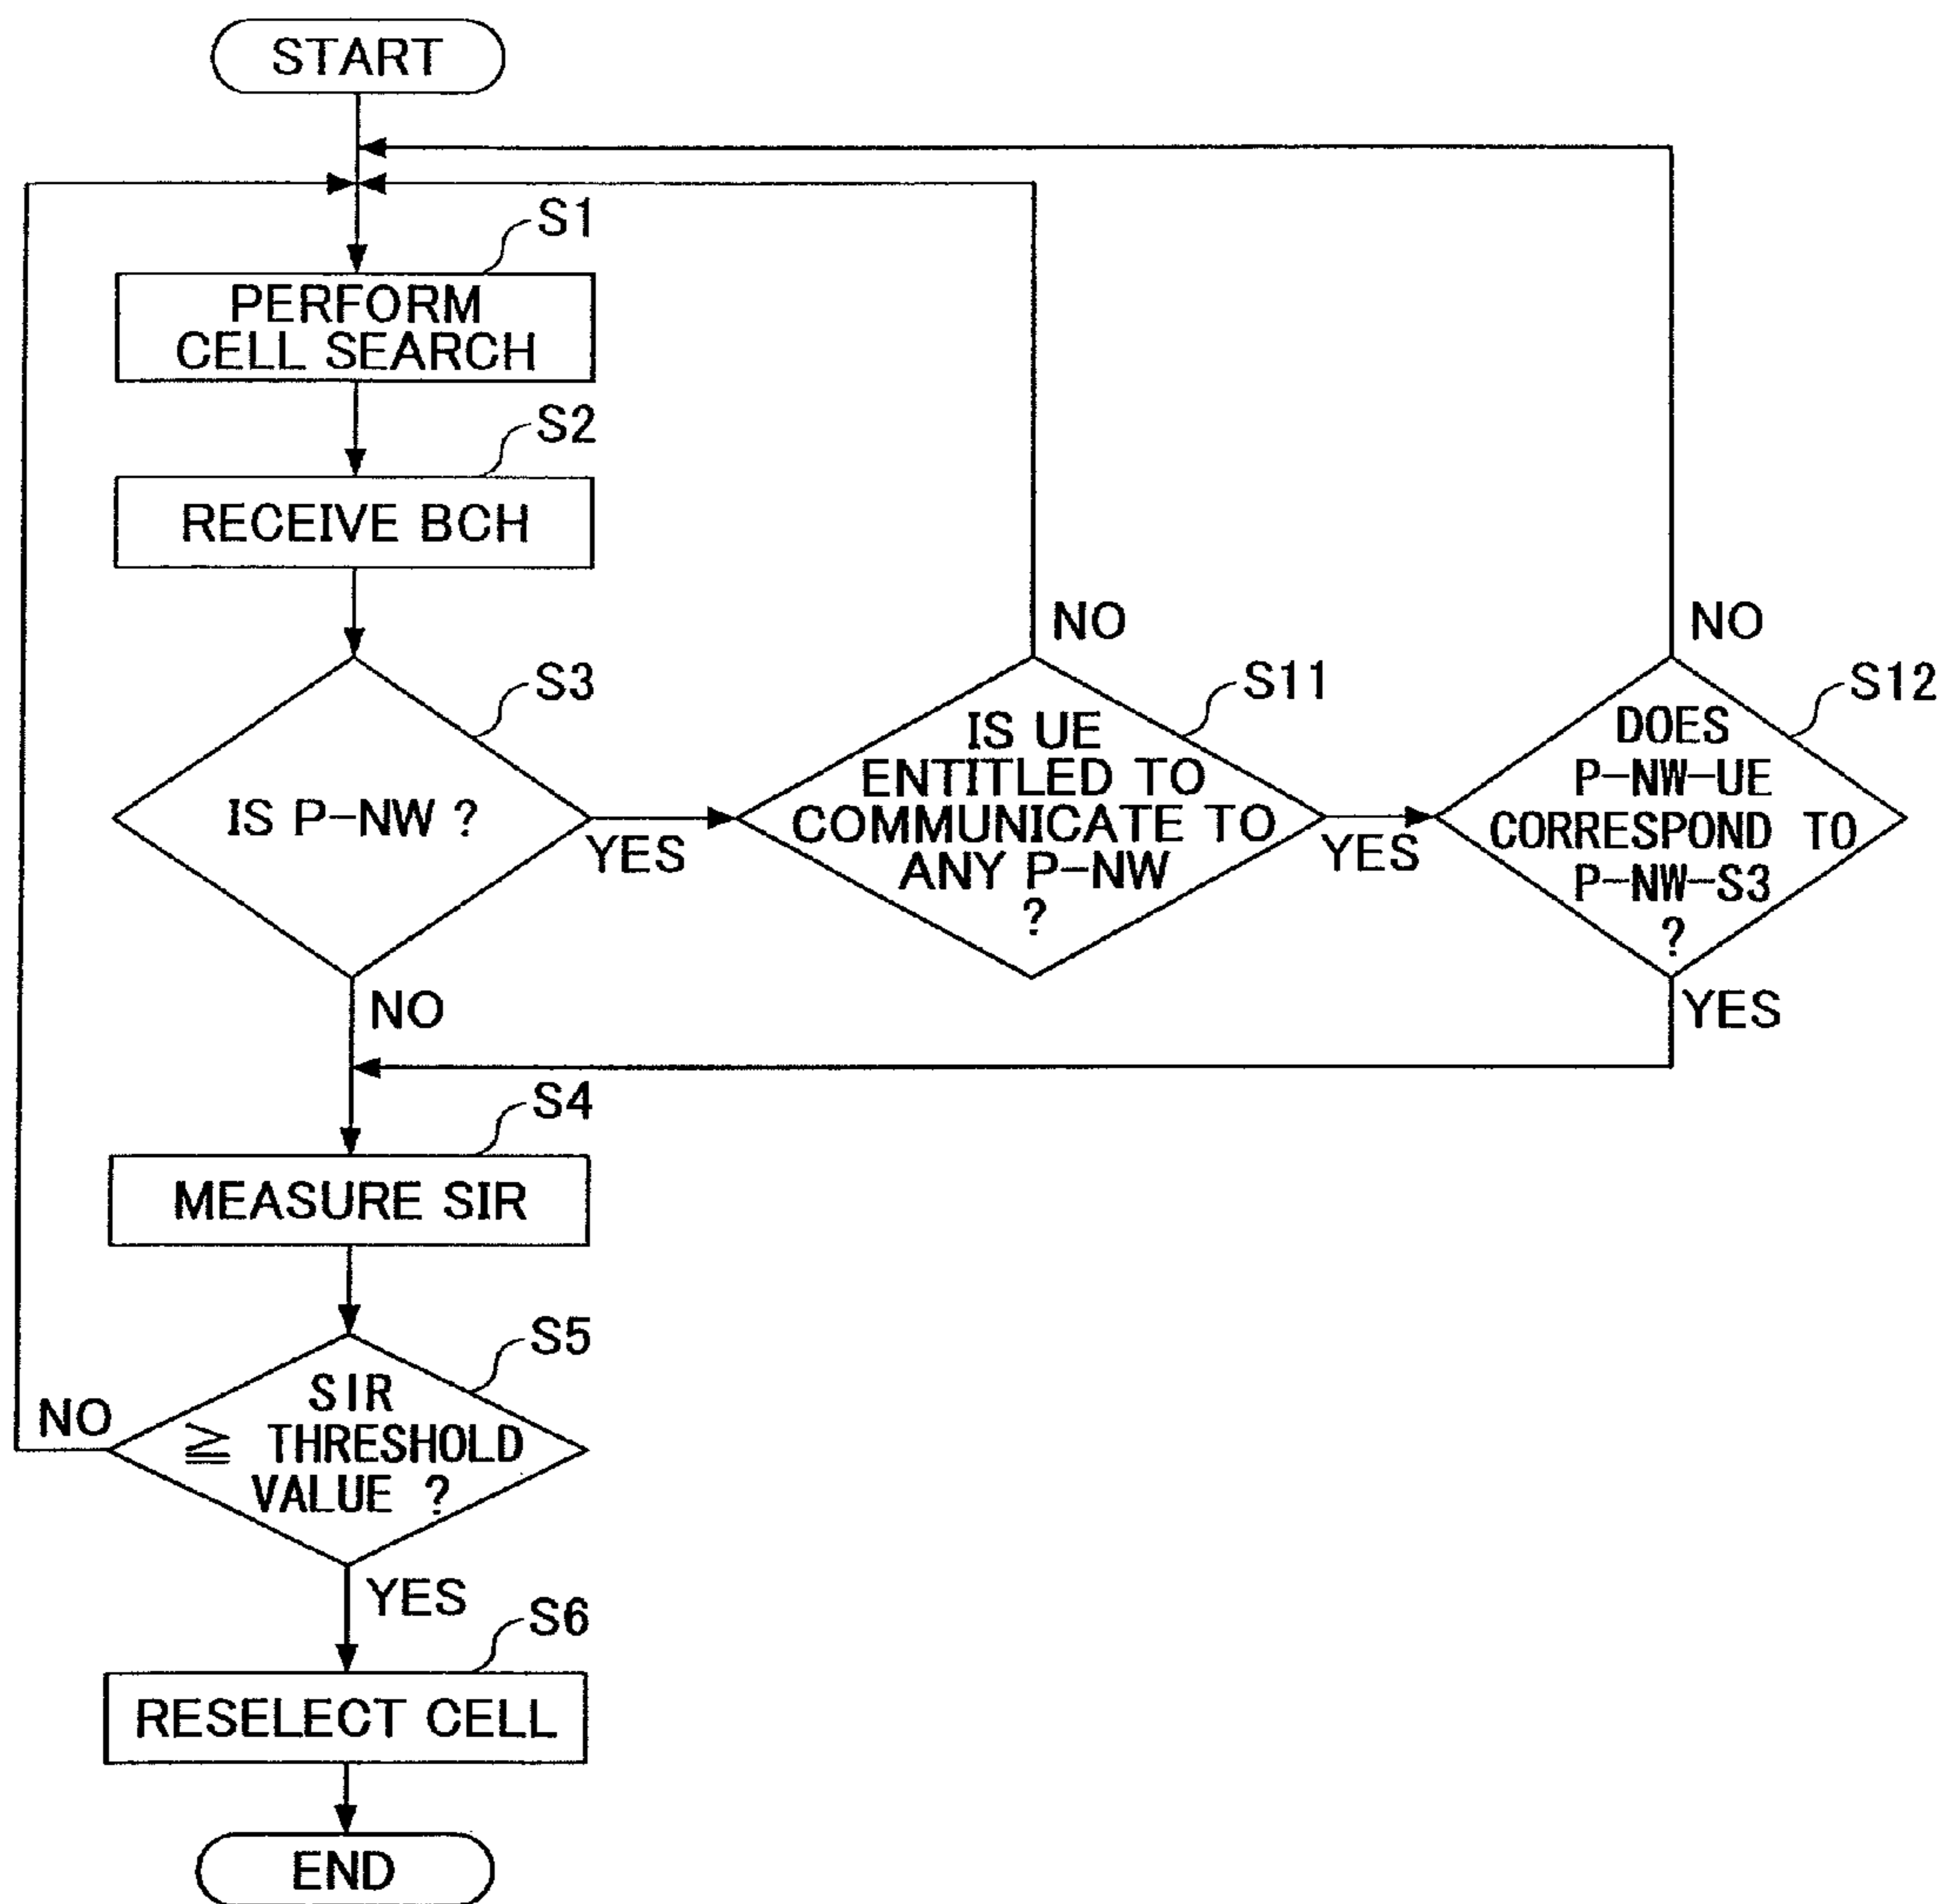 START
S1
PERFORM
CELL SEARCH
S2
RECEIVE BCH
S3
IS P-NW ?
YES
NO
S11
IS UE
ENTITLED TO
COMMUNICATE TO
ANY P-NW
?
NO
YES
S12
DOES
P-NW-UE
CORRESPOND TO
P-NW-S3
?
NO
YES
S4
MEASURE SIR
S5
SIR
≧ THRESHOLD
VALUE ?
NO
YES
S6
RESELECT CELL
END